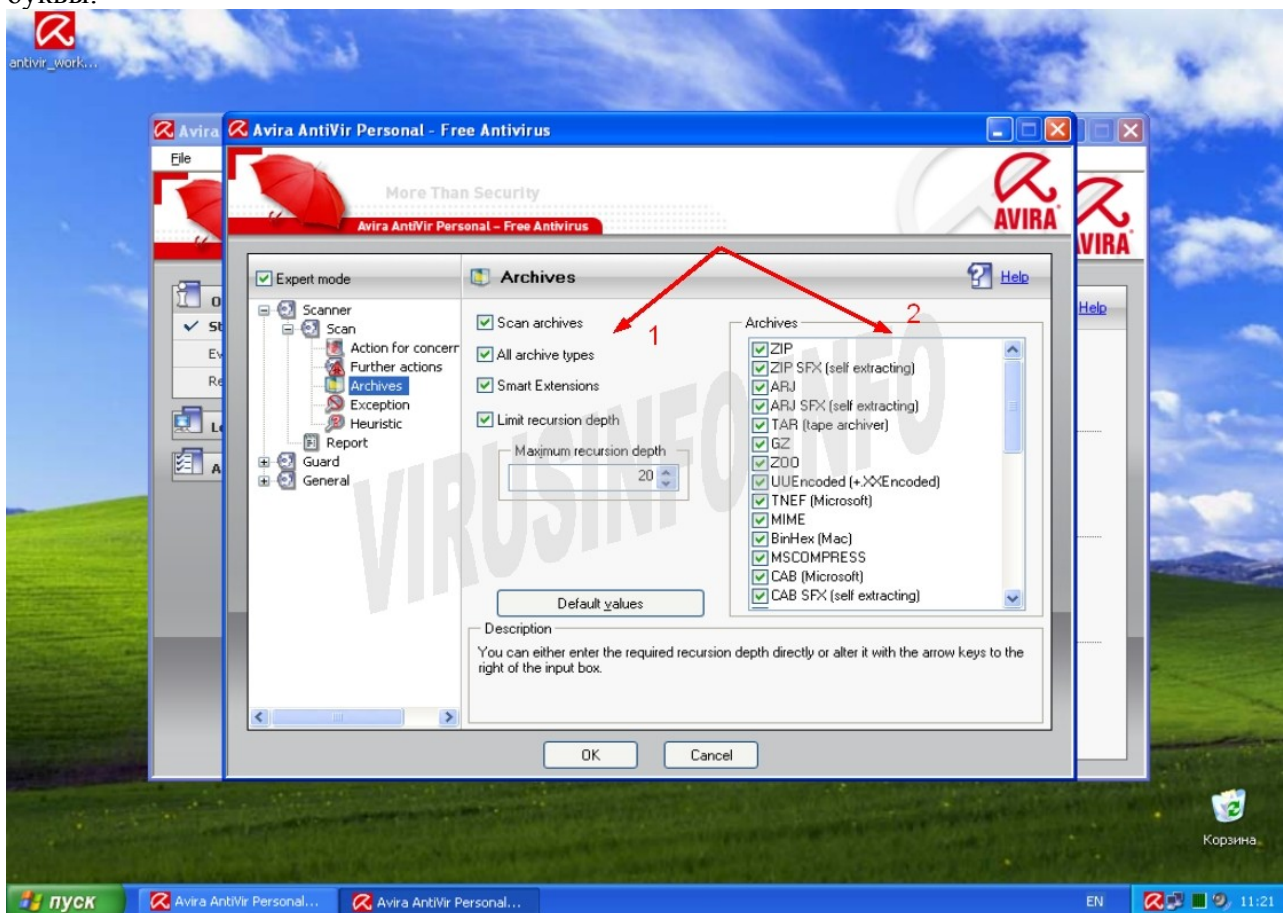 буквы.
antivir_work...
Avira
Avira AntiVir Personal - Free Antivirus
File
More Than Security
Avira AntiVir Personal – Free Antivirus
AVIRA
AVIRA
Expert mode
Archives
Help
Help
Scanner
Scan
Action for concerr
Further actions
Archives
Exception
Heuristic
Report
Guard
General
Scan archives
All archive types
Smart Extensions
Limit recursion depth
Maximum recursion depth
20
1
2
Archives
ZIP
ZIP SFX (self extracting)
ARJ
ARJ SFX (self extracting)
TAR (tape archiver)
GZ
ZOO
UUEncoded (+.XXEncoded)
TNEF (Microsoft)
MIME
BinHex (Mac)
MSCOMPRESS
CAB (Microsoft)
CAB SFX (self extracting)
Default values
Description
You can either enter the required recursion depth directly or alter it with the arrow keys to the
right of the input box.
OK
Cancel
VIRUSINFO INFO
Корзина
пуск
Avira AntiVir Personal...
Avira AntiVir Personal...
EN
11:21